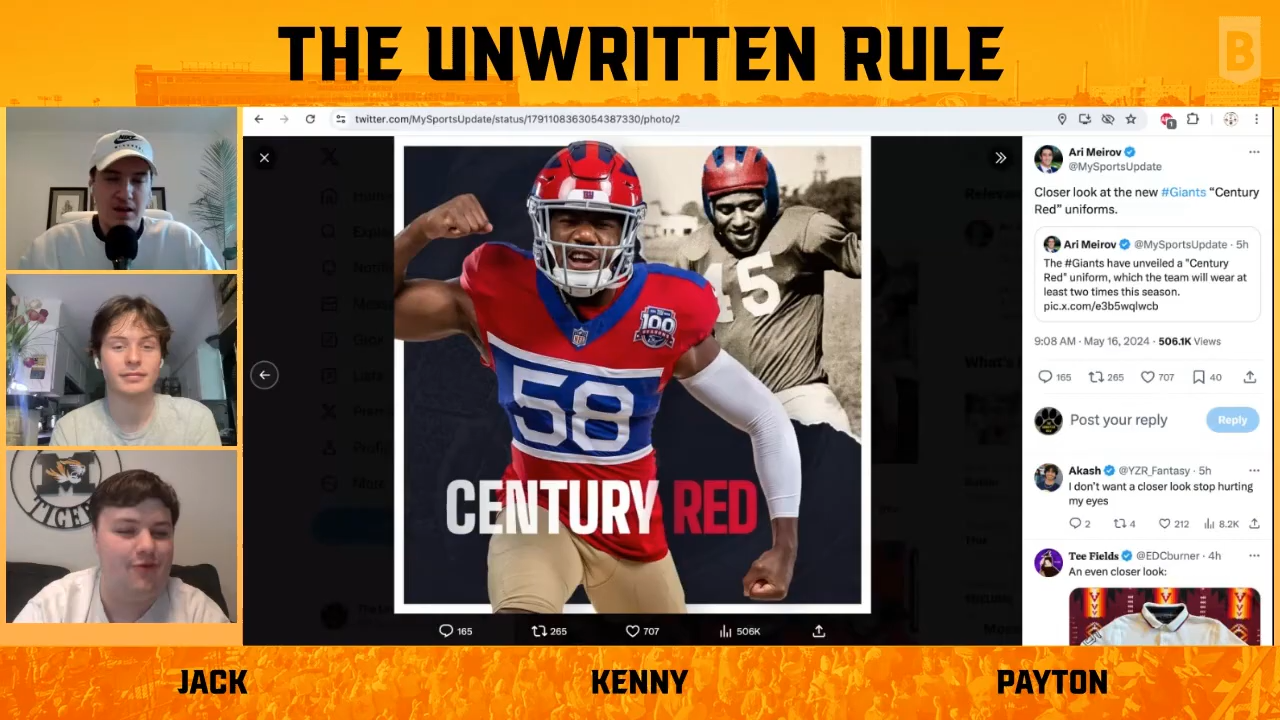 THE UNWRITTEN RULE
B
twitter.com/MySportsUpdate/status/1791108363054387330/photo/2
1
Ari Meirov
@MySportsUpdate
Closer look at the new #Giants “Century
Red” uniforms.
Ari Meirov @MySportsUpdate · 5h
The #Giants have unveiled a "Century
Red" uniform, which the team will wear at
least two times this season.
pic.x.com/e3b5wqlwcb
9:08 AM · May 16, 2024 · 506.1K Views
165 265 707 40
Post your reply
Reply
Akash @YZR_Fantasy · 5h
I don't want a closer look stop hurting
my eyes
2 4 212 8.2K
Tee Fields @EDCburner · 4h
An even closer look:
NIKE
M
TIGERS
100
45
58
CENTURY RED
165 265 707 506K
JACK
KENNY
PAYTON